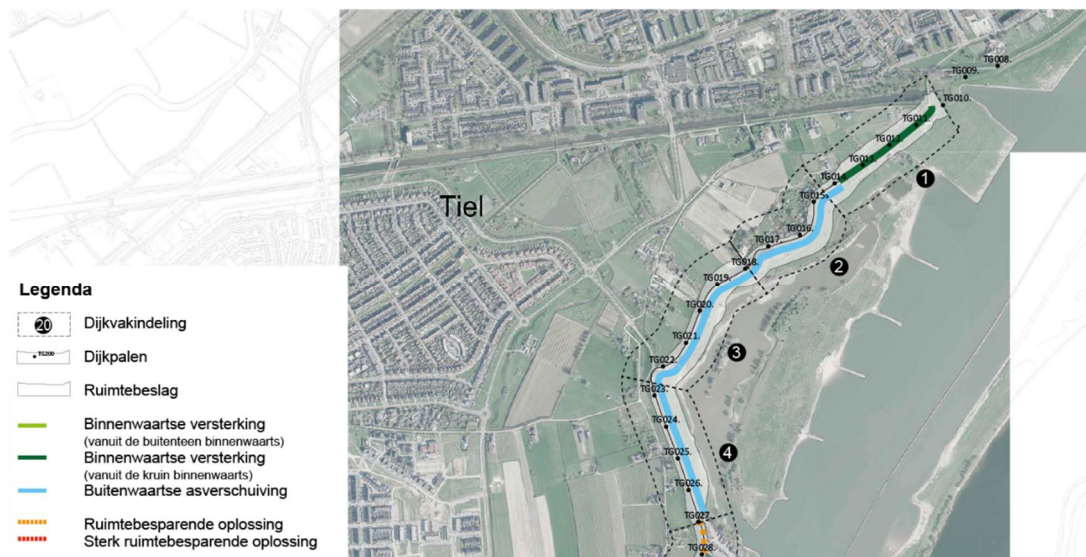 TG008.
TG009.
TG010.
TG011.
TG012.
TG013.
TG014.
1
TG015.
Tiel
TG016.
TG017.
2
TG018.
TG019.
TG020.
TG021.
3
TG022.
TG023.
TG024.
4
TG025.
TG026.
TG027.
TG028.
Legenda
20 Dijkvakindeling
TG200 Dijkpalen
Ruimtebeslag
Binnenwaartse versterking
(vanuit de buitenteen binnenwaarts)
Binnenwaartse versterking
(vanuit de kruin binnenwaarts)
Buitenwaartse asverschuiving
Ruimtebesparende oplossing
Sterk ruimtebesparende oplossing